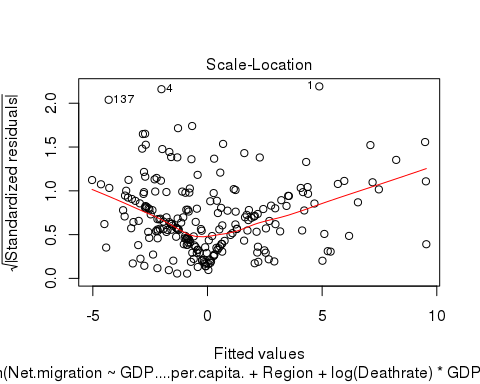 Scale-Location
√|Standardized residuals|
2.0
1.5
1.0
0.5
0.0
137
4
1
-5 0 5 10
Fitted values
n(Net.migration ~ GDP....per.capita. + Region + log(Deathrate) * GDP